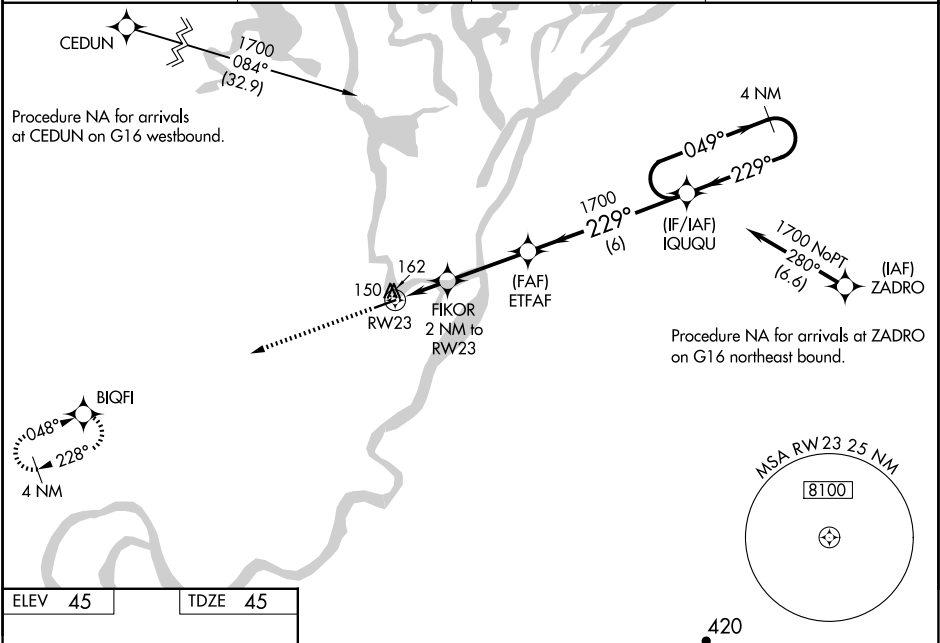 CEDUN
1700
084°
(32.9)
Procedure NA for arrivals
at CEDUN on G16 westbound.
4 NM
049°
229°
1700
229°
(6)
(IF/IAF)
IQUQU
1700 NoPT
280°
(6.6)
(IAF)
ZADRO
(FAF)
ETFAF
162
150
RW23
FIKOR
2 NM to
RW23
Procedure NA for arrivals at ZADRO
on G16 northeast bound.
BIQFI
048°
228°
4 NM
MSA RW23 25 NM
8100
ELEV 45
TDZE 45
420